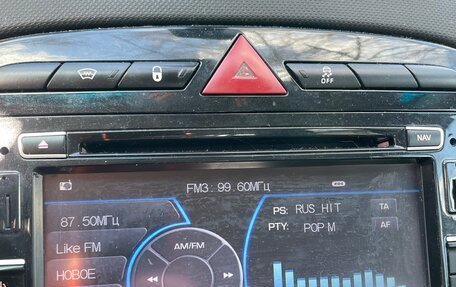 OFF
NAV
FM3: 99.60МГц
87.50МГц
PS: RUS_HIT
TA
Like FM
AM/FM
PTY: POP M
AF
НОВОЕ